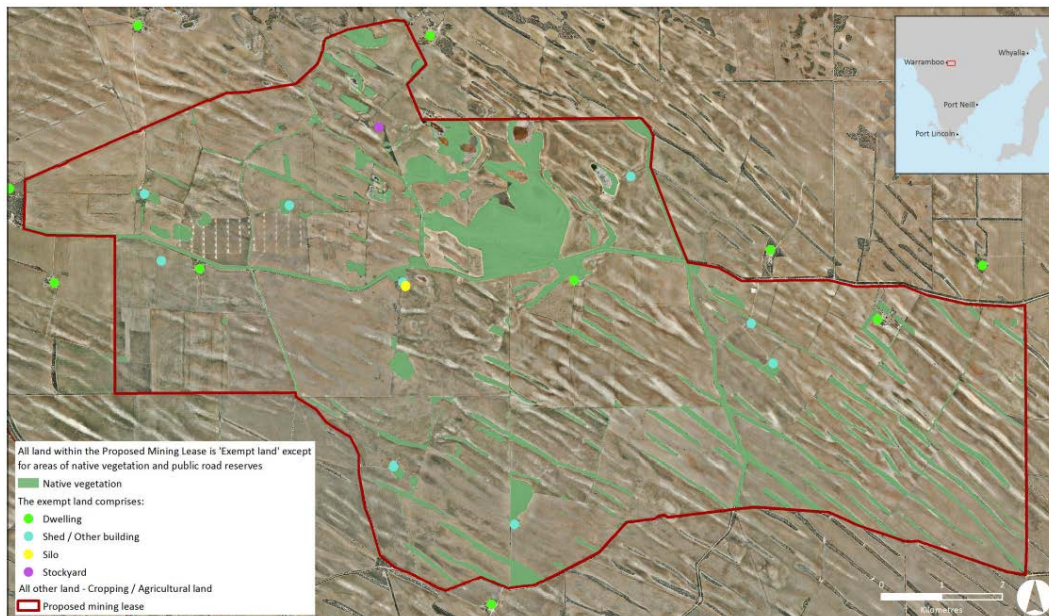 Whyalla
Warramboo
Port Neill
Port Lincoln
All land within the Proposed Mining Lease is 'Exempt land' except
for areas of native vegetation and public road reserves
Native vegetation
The exempt land comprises:
Dwelling
Shed / Other building
Silo
Stockyard
All other land - Cropping / Agricultural land
Proposed mining lease
0 1 2
Kilometres